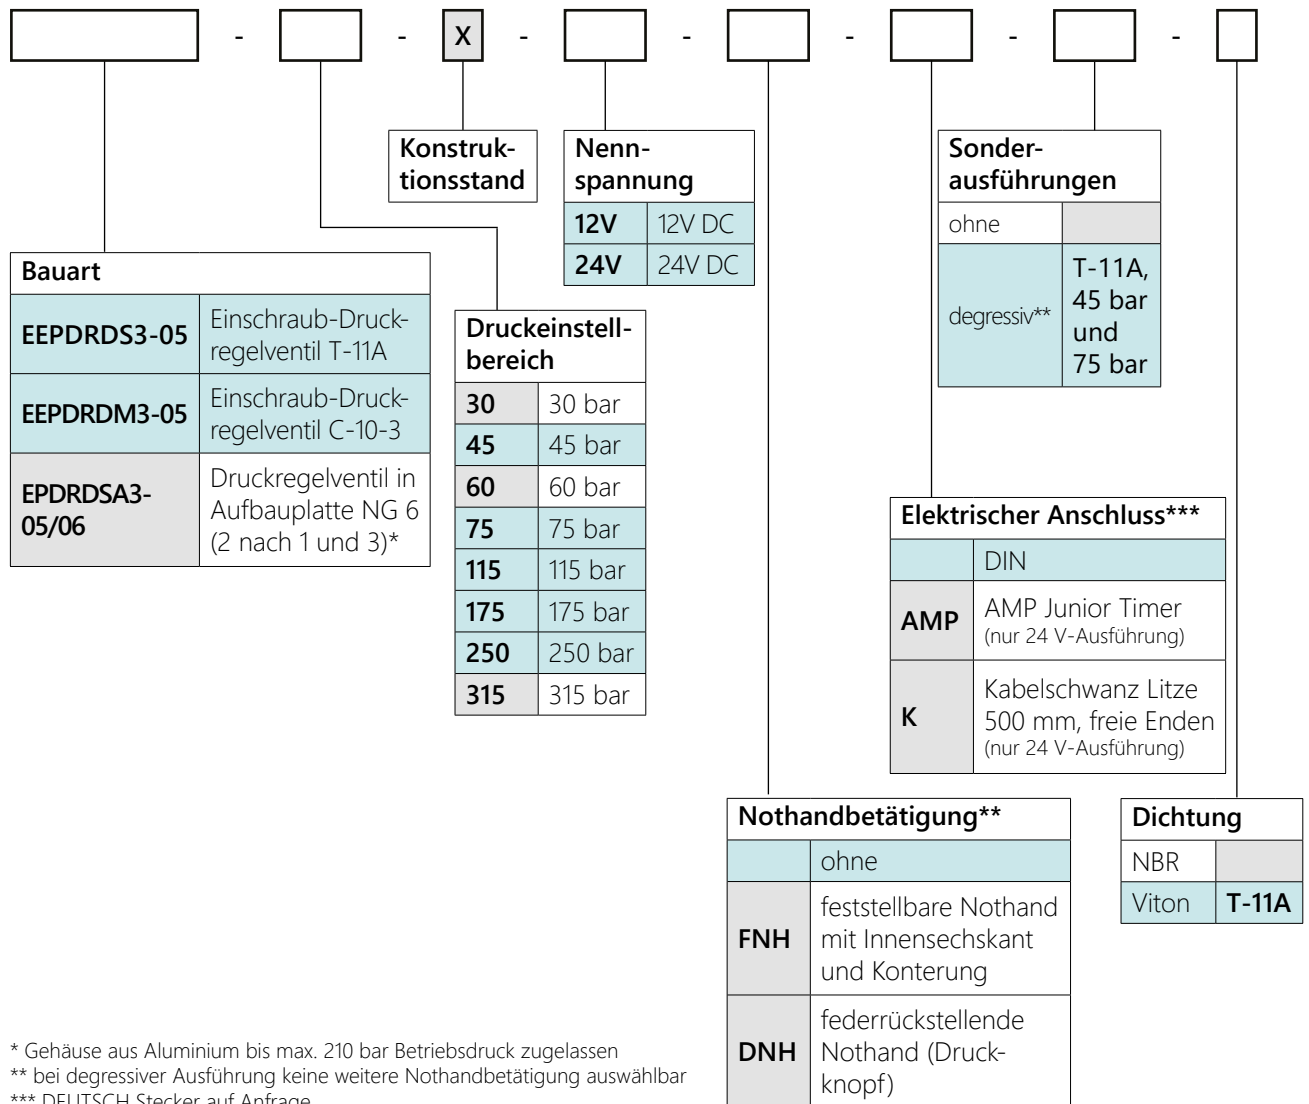 - - X - - - - -
Konstruk-
tionsstand
Nenn-
spannung
12V 12V DC
24V 24V DC
Sonder-
ausführungen
ohne
degressiv** T-11A,
45 bar
und
75 bar
Bauart
EEPDRDS3-05 Einschraub-Druck-
regelventil T-11A
EEPDRDM3-05 Einschraub-Druck-
regelventil C-10-3
EPDRDSA3-
05/06
Druckregelventil in
Aufbauplatte NG 6
(2 nach 1 und 3)*
Druckeinstell-
bereich
30 30 bar
45 45 bar
60 60 bar
75 75 bar
115 115 bar
175 175 bar
250 250 bar
315 315 bar
Elektrischer Anschluss***
DIN
AMP AMP Junior Timer
(nur 24 V-Ausführung)
K Kabelschwanz Litze
500 mm, freie Enden
(nur 24 V-Ausführung)
Nothandbetätigung**
ohne
FNH feststellbare Nothand
mit Innensechskant
und Konterung
DNH federrückstellende
Nothand (Druck-
knopf)
Dichtung
NBR
Viton T-11A
* Gehäuse aus Aluminium bis max. 210 bar Betriebsdruck zugelassen
** bei degressiver Ausführung keine weitere Nothandbetätigung auswählbar
*** DEUTSCH Stecker auf Anfrage